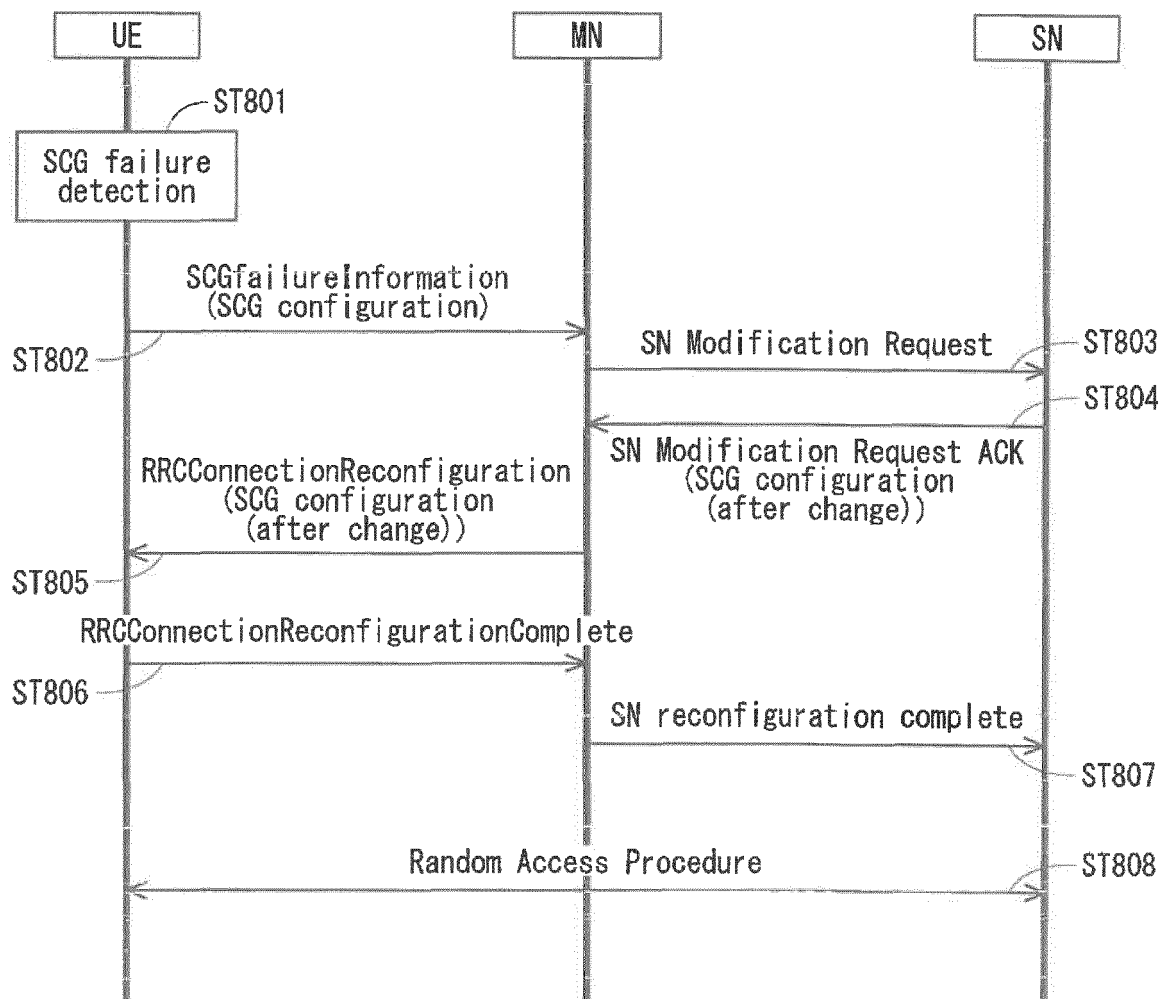 UE
MN
SN
ST801
SCG failure
detection
SCGfailureInformation
(SCG configuration)
ST802
SN Modification Request
ST803
ST804
SN Modification Request ACK
(SCG configuration
(after change))
RRCConnectionReconfiguration
(SCG configuration
(after change))
ST805
RRCConnectionReconfigurationComplete
ST806
SN reconfiguration complete
ST807
Random Access Procedure
ST808